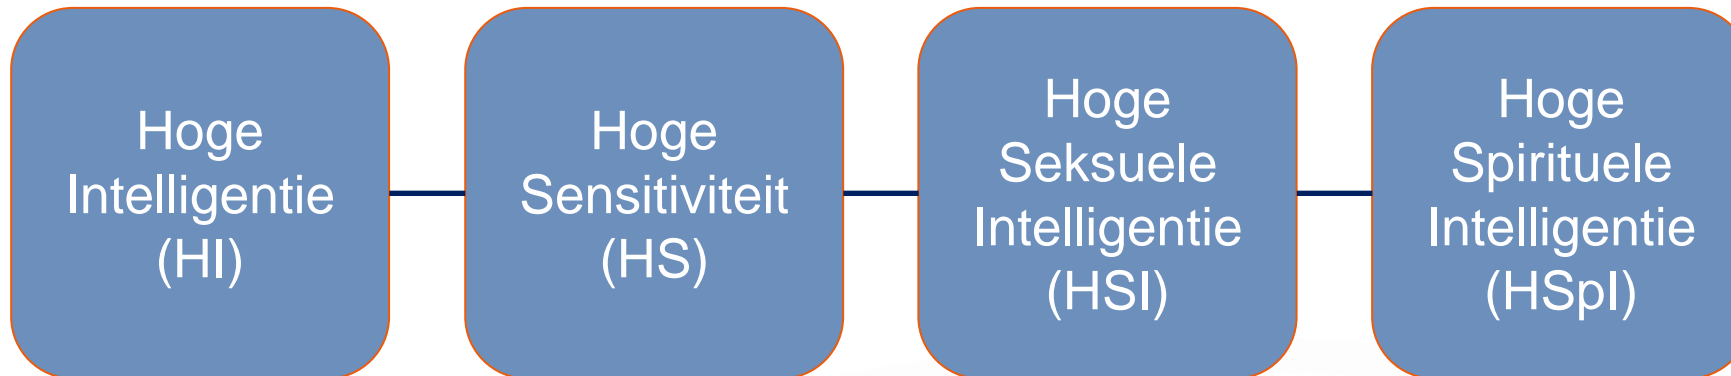 Hoge
Intelligentie
(HI)
Hoge
Sensitiviteit
(HS)
Hoge
Seksuele
Intelligentie
(HSI)
Hoge
Spirituele
Intelligentie
(HSpI)